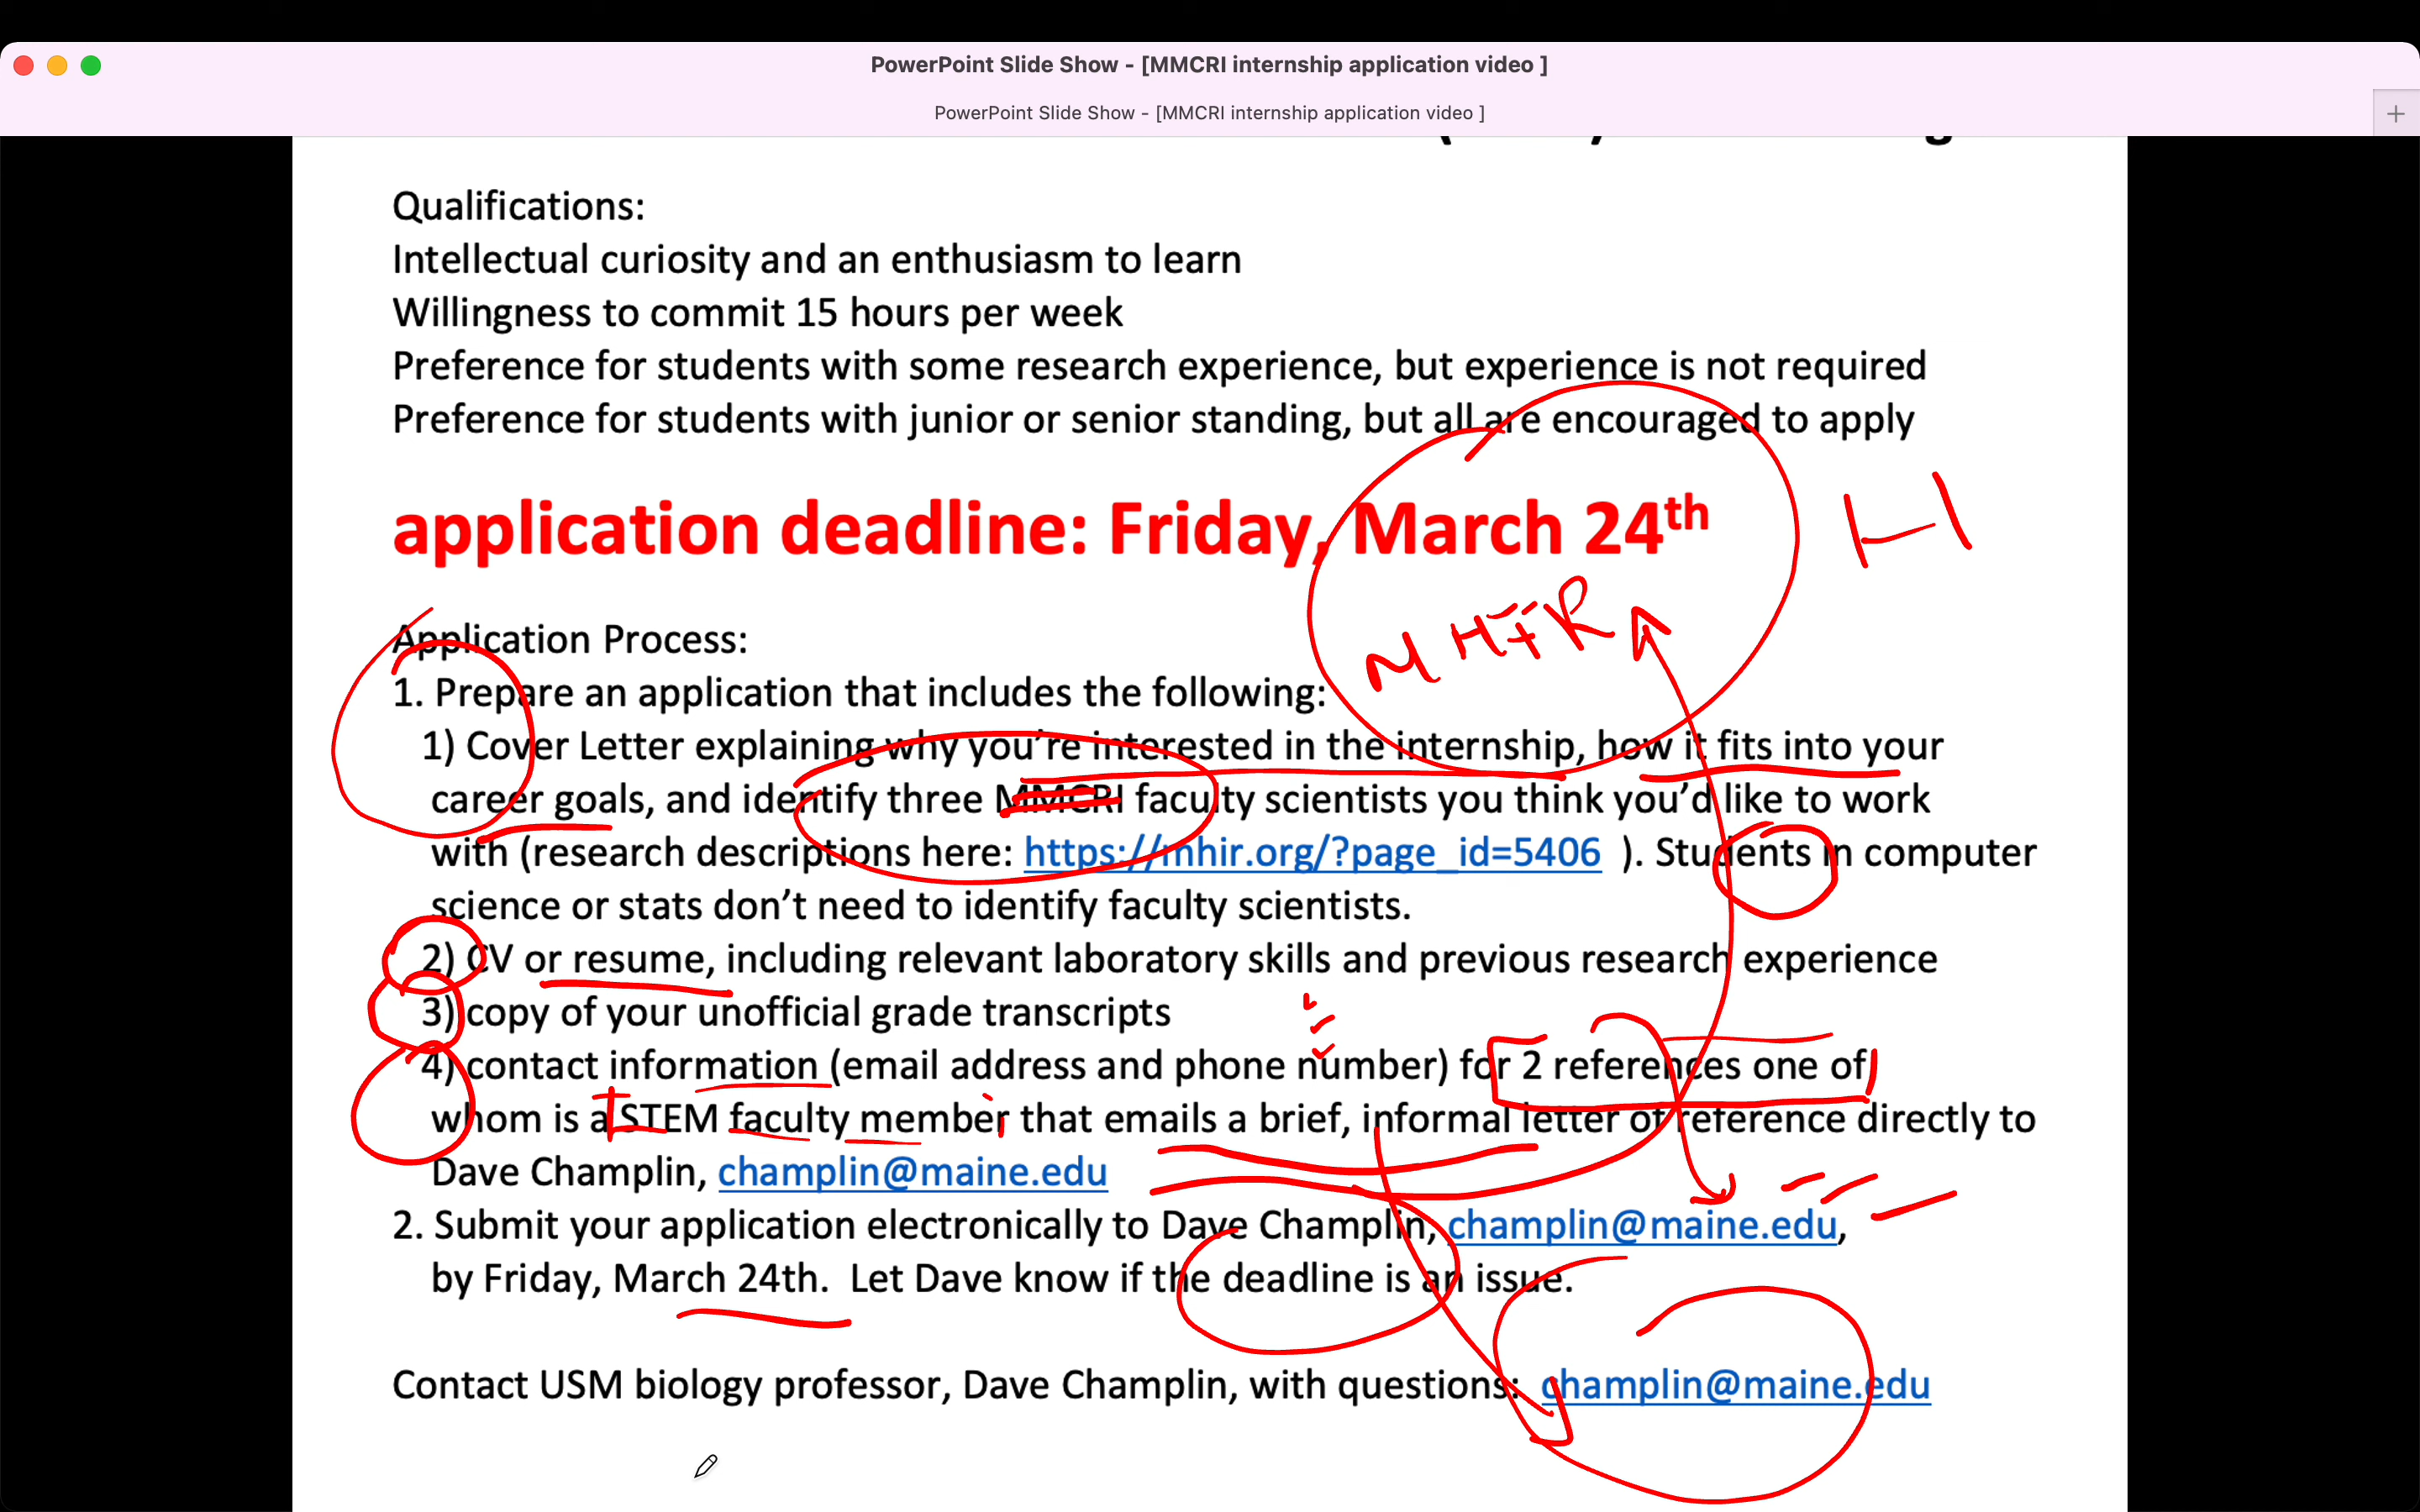 PowerPoint Slide Show - [MMCRI internship application video ]
PowerPoint Slide Show - [MMCRI internship application video ]
Qualifications:
Intellectual curiosity and an enthusiasm to learn
Willingness to commit 15 hours per week
Preference for students with some research experience, but experience is not required
Preference for students with junior or senior standing, but all are encouraged to apply
application deadline: Friday, March 24th
MHIR
Application Process:
1. Prepare an application that includes the following:
1) Cover Letter explaining why you're interested in the internship, how it fits into your
career goals, and identify three MMCRI faculty scientists you think you'd like to work
with (research descriptions here: https://mhir.org/?page_id=5406 ). Students in computer
science or stats don't need to identify faculty scientists.
2) CV or resume, including relevant laboratory skills and previous research experience
3) copy of your unofficial grade transcripts
4) contact information (email address and phone number) for 2 references one of
whom is a STEM faculty member that emails a brief, informal letter of reference directly to
Dave Champlin, champlin@maine.edu
2. Submit your application electronically to Dave Champlin, champlin@maine.edu,
by Friday, March 24th. Let Dave know if the deadline is an issue.
Contact USM biology professor, Dave Champlin, with questions: champlin@maine.edu